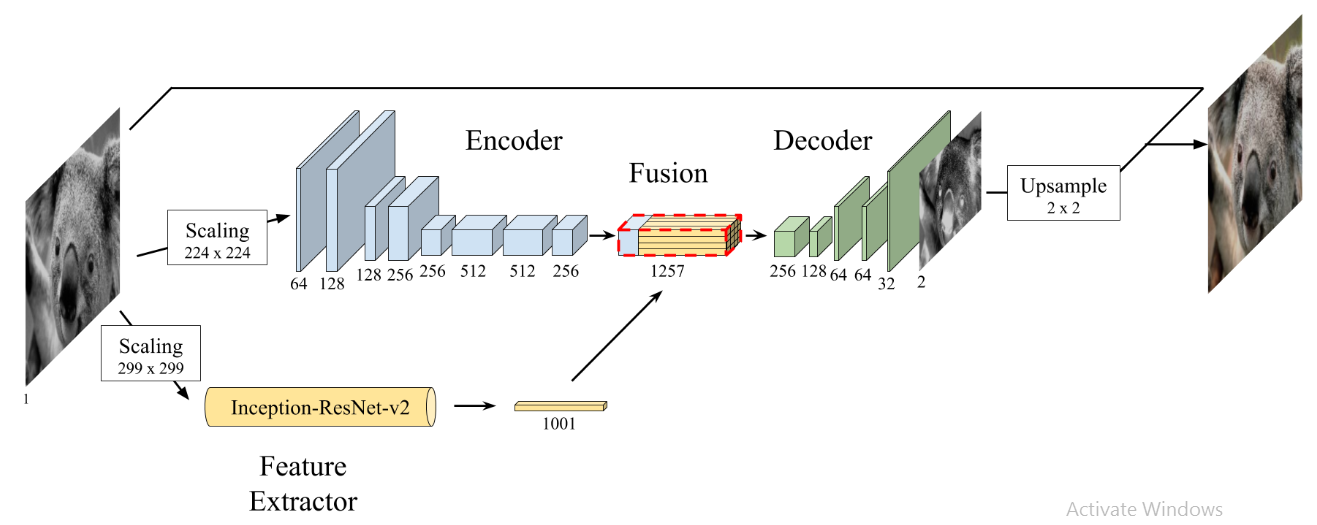 Encoder
Decoder
Fusion
Scaling
224 x 224
Upsample
2 x 2
64
128
128
256
256
512
512
256
1257
256
128
64
64
32
2
Scaling
299 x 299
1
Inception-ResNet-v2
1001
Feature
Extractor
Activate Windows